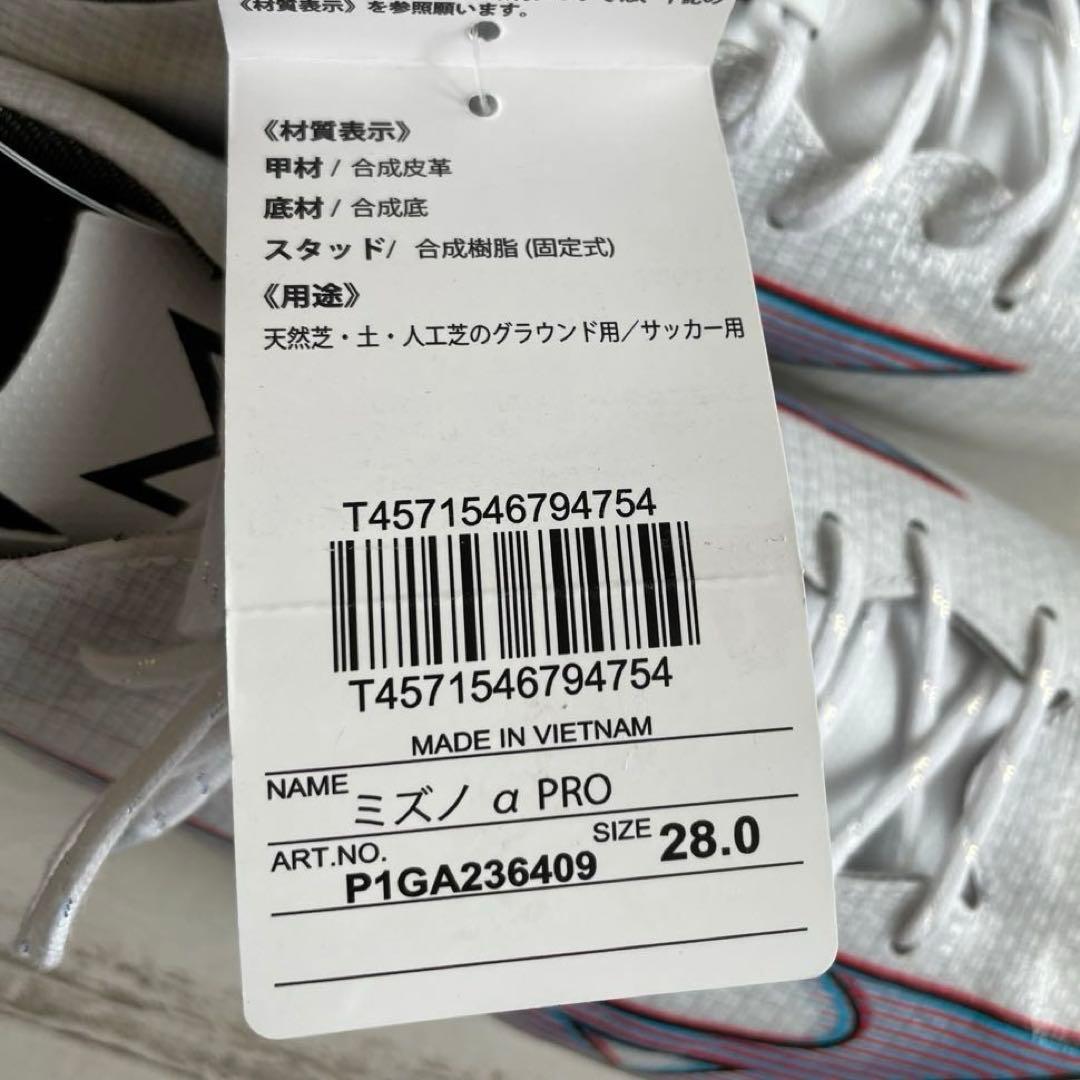 《材質表示》を参照願います。
《材質表示》
甲材 / 合成皮革
底材 / 合成底
スタッド/ 合成樹脂 (固定式)
《用途》
天然芝・土・人工芝のグラウンド用／サッカー用
T4571546794754
T4571546794754
MADE IN VIETNAM
NAME ミズノ α PRO
ART.NO. P1GA236409 SIZE 28.0